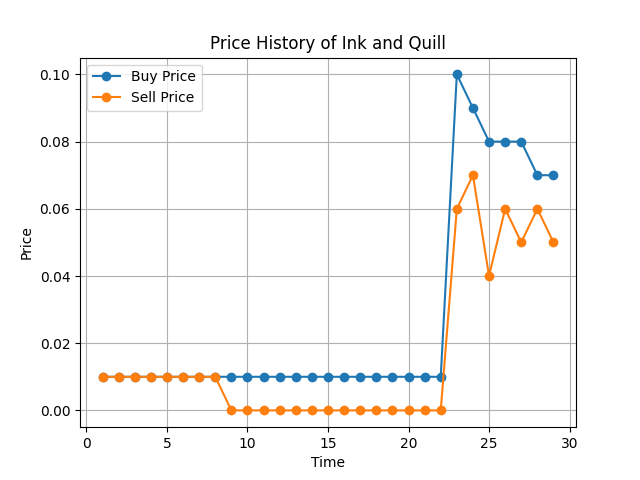 Price History of Ink and Quill
Buy Price
Sell Price
0.10
0.08
0.06
0.04
0.02
0.00
Price
0 5 10 15 20 25 30
Time